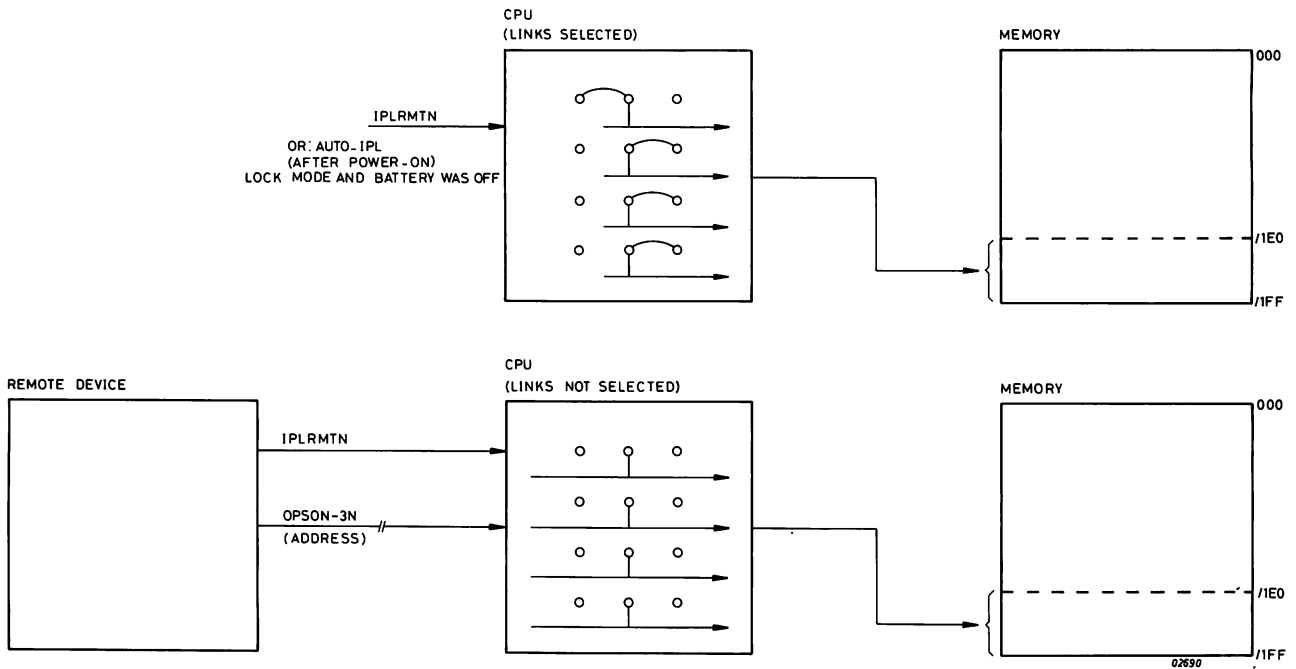 CPU
(LINKS SELECTED)
MEMORY
000
IPLRMTN
OR: AUTO-IPL
(AFTER POWER-ON)
LOCK MODE AND BATTERY WAS OFF
/1E0
/1FF
REMOTE DEVICE
CPU
(LINKS NOT SELECTED)
MEMORY
000
IPLRMTN
OPSON-3N
(ADDRESS)
/1E0
/1FF
02690